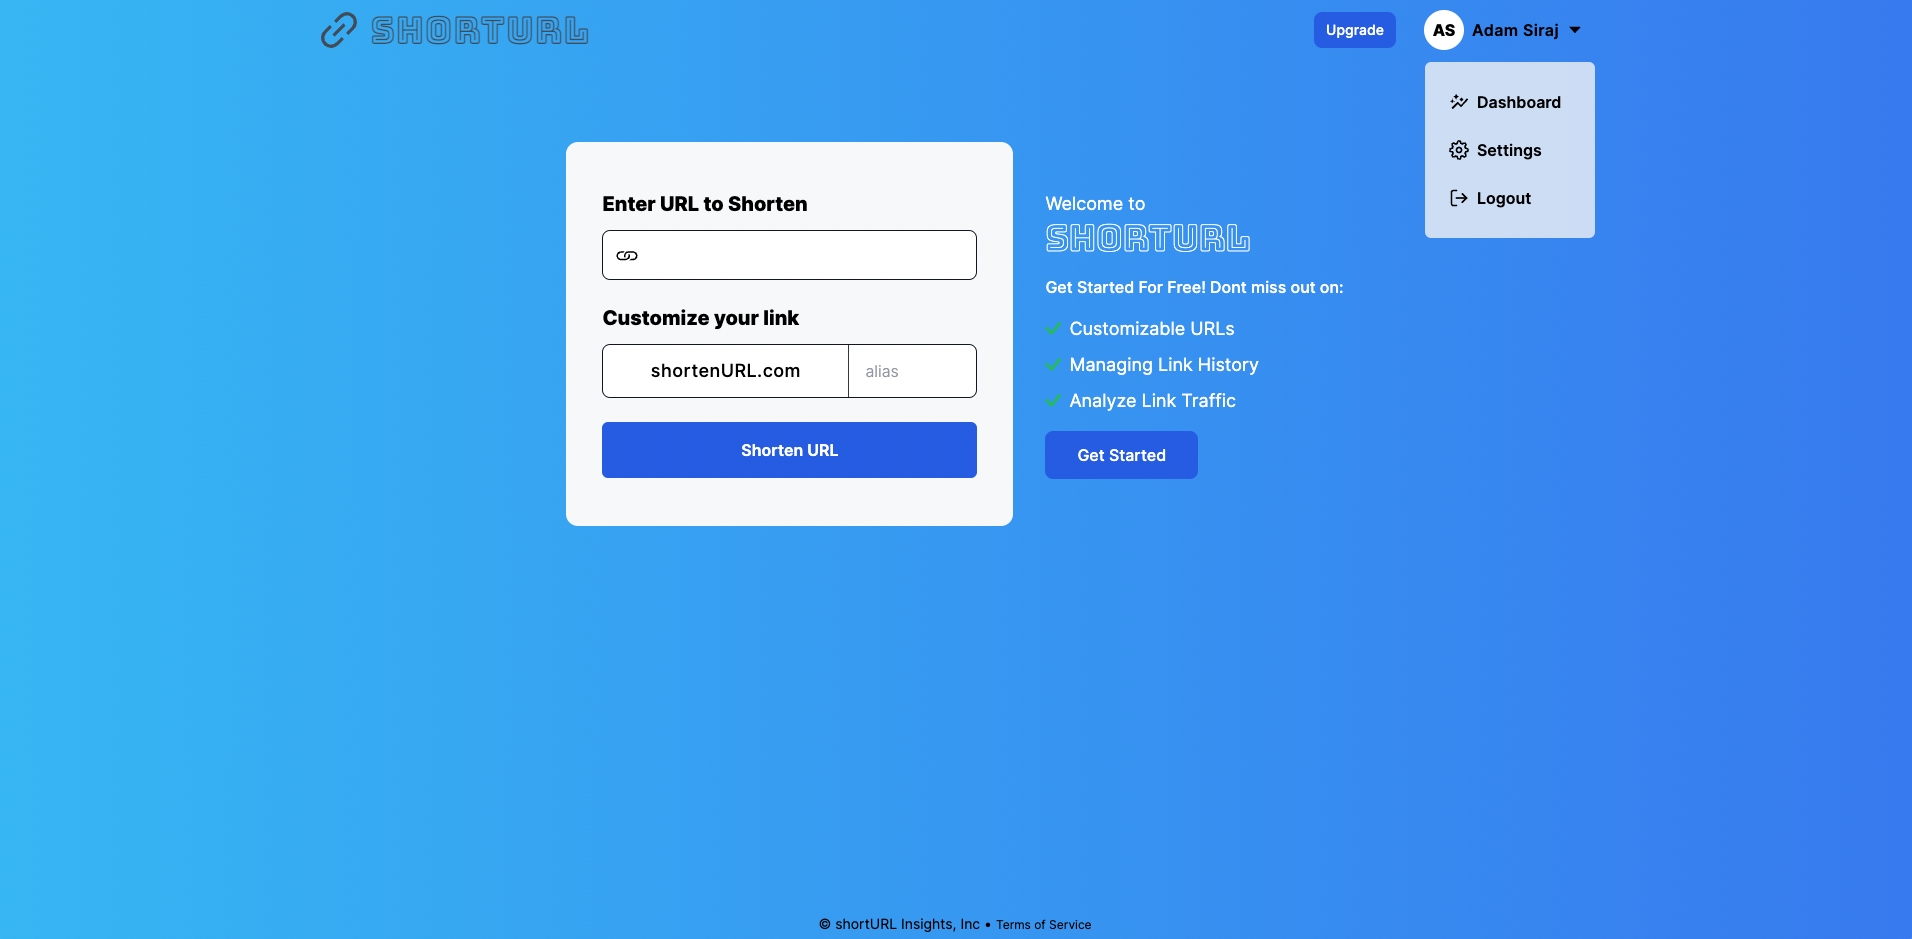 SHORTURL
Upgrade
AS Adam Siraj
Dashboard
Settings
Logout
Enter URL to Shorten
Customize your link
shortenURL.com alias
Shorten URL
Welcome to
SHORTURL
Get Started For Free! Dont miss out on:
Customizable URLs
Managing Link History
Analyze Link Traffic
Get Started
© shortURL Insights, Inc • Terms of Service